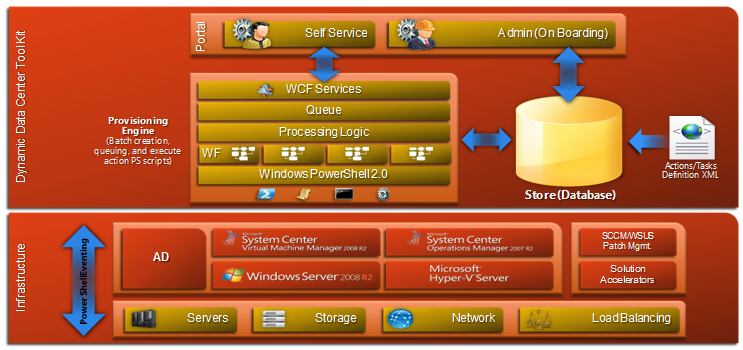 Dynamic Data Center ToolKit
Portal
Self Service
Admin (On Boarding)
WCF Services
Queue
Processing Logic
WF
Windows PowerShell 2.0
Provisioning
Engine
(Batch creation,
queuing, and execute
action PS scripts)
Store (Database)
Actions/Tasks
Definition XML
Infrastructure
Power ShellEventing
AD
Microsoft
System Center
Virtual Machine Manager 2008 R2
Microsoft
System Center
Operations Manager 2007 R2
Windows Server 2008 R2
Microsoft
Hyper-V Server
SCCM/WSUS
Patch Mgmt.
Solution
Accelerators
Servers
Storage
Network
Load Balancing